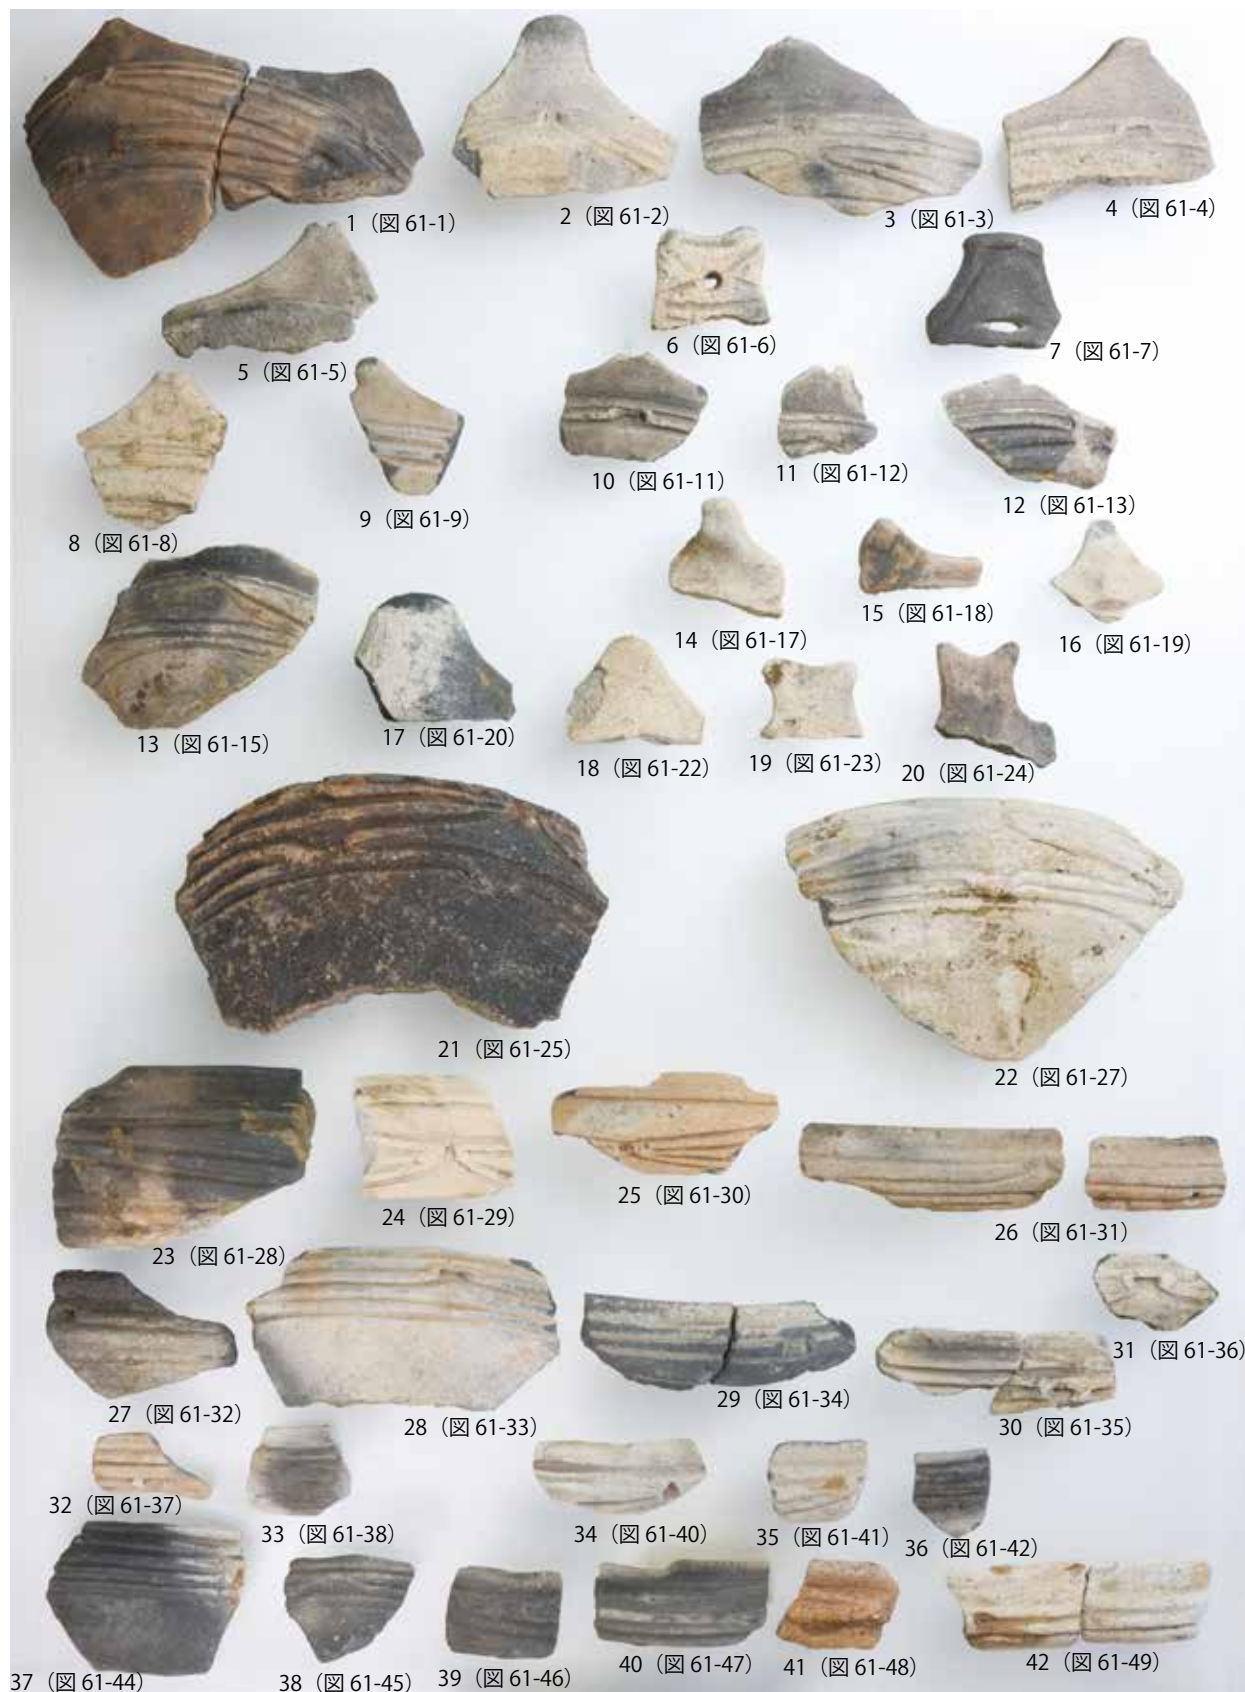 1（図 61-1）
2（図 61-2）
3（図 61-3）
4（図 61-4）
5（図 61-5）
6（図 61-6）
7（図 61-7）
8（図 61-8）
9（図 61-9）
10（図 61-11）
11（図 61-12）
12（図 61-13）
13（図 61-15）
14（図 61-17）
15（図 61-18）
16（図 61-19）
17（図 61-20）
18（図 61-22）
19（図 61-23）
20（図 61-24）
21（図 61-25）
22（図 61-27）
23（図 61-28）
24（図 61-29）
25（図 61-30）
26（図 61-31）
27（図 61-32）
28（図 61-33）
29（図 61-34）
30（図 61-35）
31（図 61-36）
32（図 61-37）
33（図 61-38）
34（図 61-40）
35（図 61-41）
36（図 61-42）
37（図 61-44）
38（図 61-45）
39（図 61-46）
40（図 61-47）
41（図 61-48）
42（図 61-49）